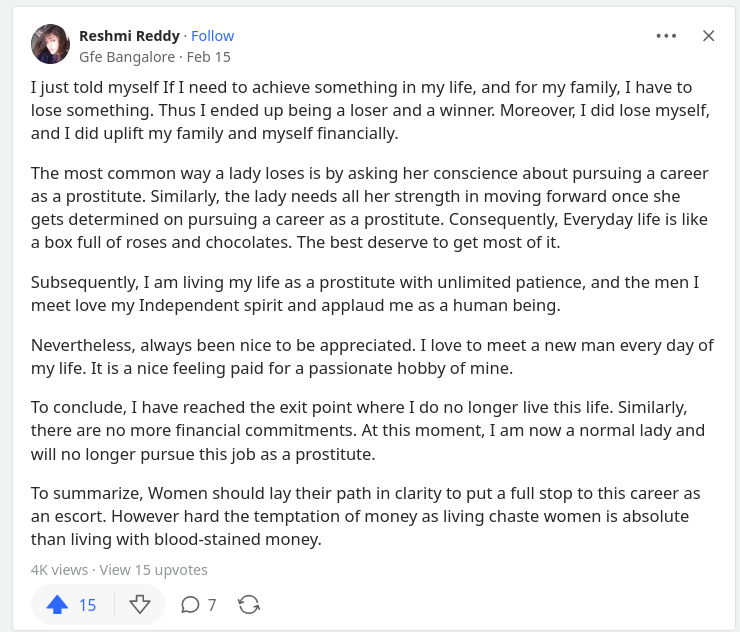 Reshmi Reddy · Follow
Gfe Bangalore · Feb 15
I just told myself If I need to achieve something in my life, and for my family, I have to
lose something. Thus I ended up being a loser and a winner. Moreover, I did lose myself,
and I did uplift my family and myself financially.
The most common way a lady loses is by asking her conscience about pursuing a career
as a prostitute. Similarly, the lady needs all her strength in moving forward once she
gets determined on pursuing a career as a prostitute. Consequently, Everyday life is like
a box full of roses and chocolates. The best deserve to get most of it.
Subsequently, I am living my life as a prostitute with unlimited patience, and the men I
meet love my Independent spirit and applaud me as a human being.
Nevertheless, always been nice to be appreciated. I love to meet a new man every day of
my life. It is a nice feeling paid for a passionate hobby of mine.
To conclude, I have reached the exit point where I do no longer live this life. Similarly,
there are no more financial commitments. At this moment, I am now a normal lady and
will no longer pursue this job as a prostitute.
To summarize, Women should lay their path in clarity to put a full stop to this career as
an escort. However hard the temptation of money as living chaste women is absolute
than living with blood-stained money.
4K views · View 15 upvotes
15
7